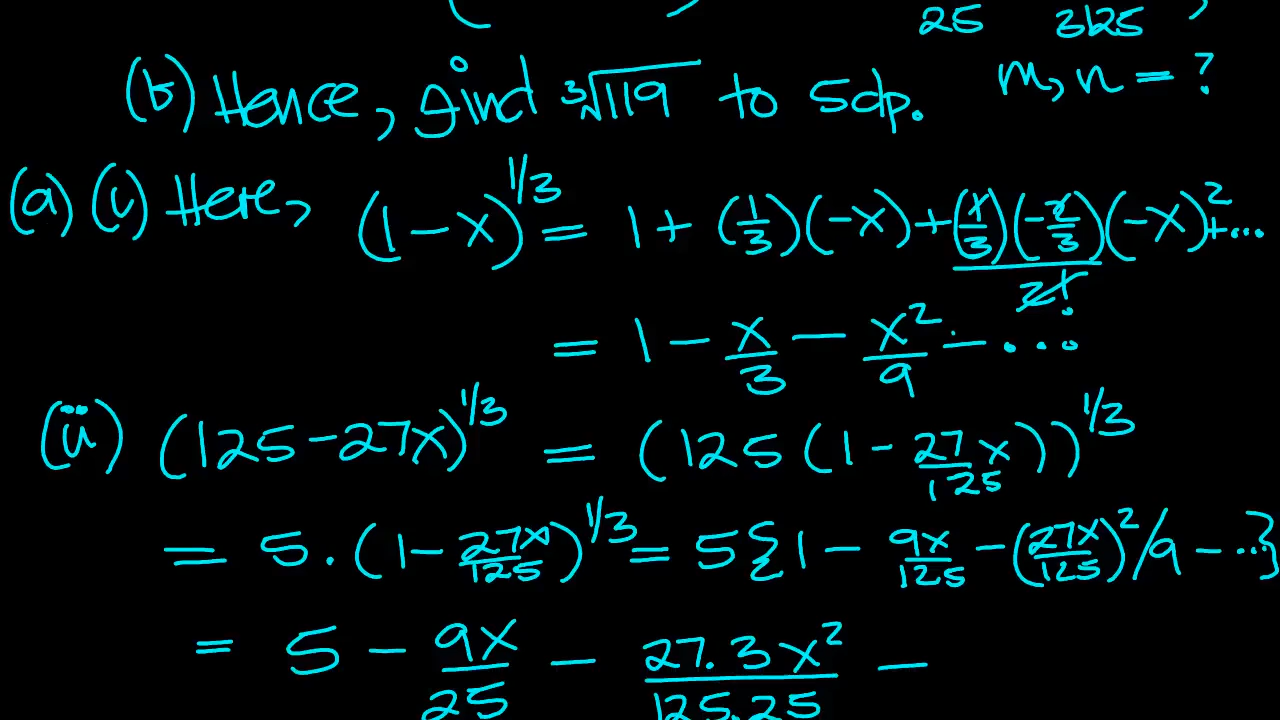 25 3125
(b) Hence, find ∛119 to 5dp. m, n = ?
(a) (i) Here, (1 - x)^{1/3} = 1 + (1/3)(-x) + (1/3)(-2/3)/2! (-x)^2 + ...
= 1 - x/3 - x^2/9 - ...
(ii) (125 - 27x)^{1/3} = (125 (1 - 27/125 x))^{1/3}
= 5 . (1 - 27x/125)^{1/3} = 5 {1 - 9x/125 - (27x/125)^2/9 - ...}
= 5 - 9x/25 - 27.3x^2/125.25 -